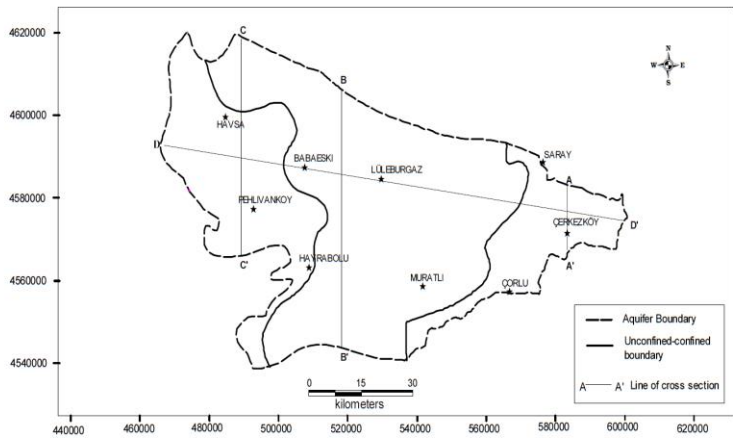 4620000
4600000
4580000
4560000
4540000
C
B
N
W E
S
HAVSA
D
BABAESKI
LÜLEBURGAZ
SARAY
A
PEHLIVANKOY
ÇERKEZKÖY
D'
C'
HAYRABOLU
A'
MURATLI
ÇORLU
B'
Aquifer Boundary
Unconfined-confined
boundary
A A' Line of cross section
0 15 30
kilometers
440000 460000 480000 500000 520000 540000 560000 580000 600000 620000